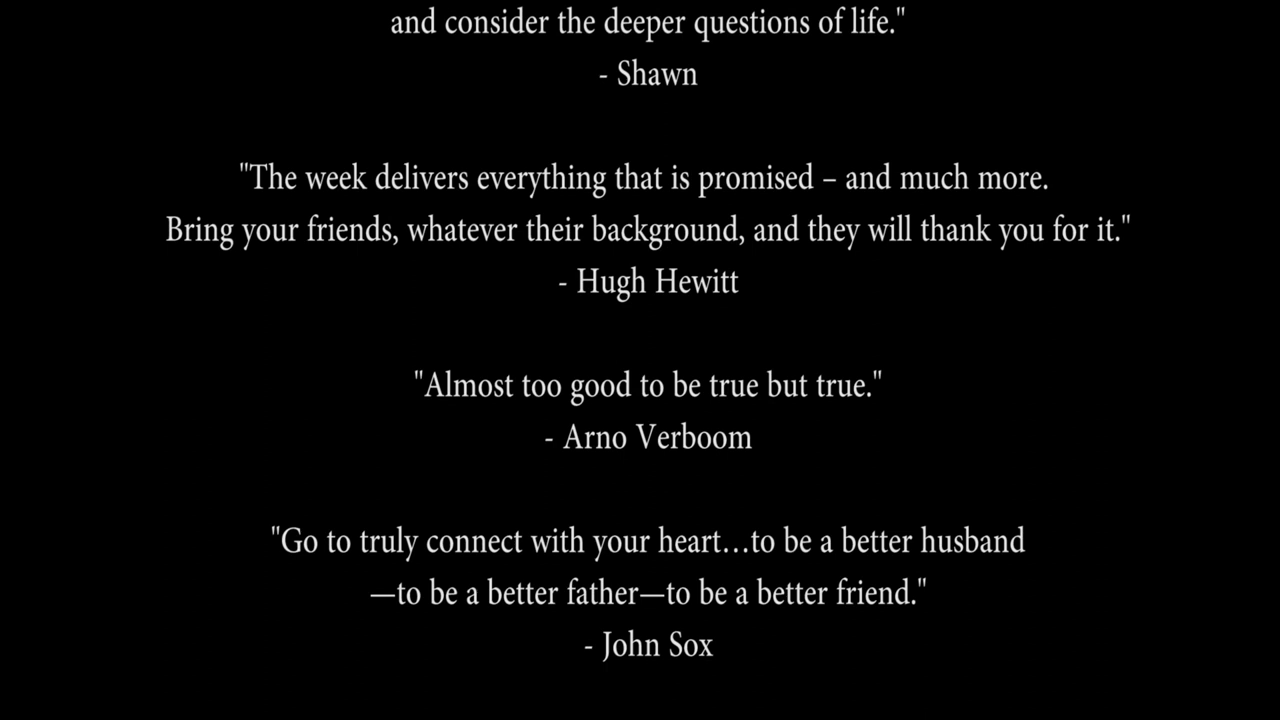 and consider the deeper questions of life."
- Shawn
"The week delivers everything that is promised – and much more.
Bring your friends, whatever their background, and they will thank you for it."
- Hugh Hewitt
"Almost too good to be true but true."
- Arno Verboom
"Go to truly connect with your heart…to be a better husband
—to be a better father—to be a better friend."
- John Sox